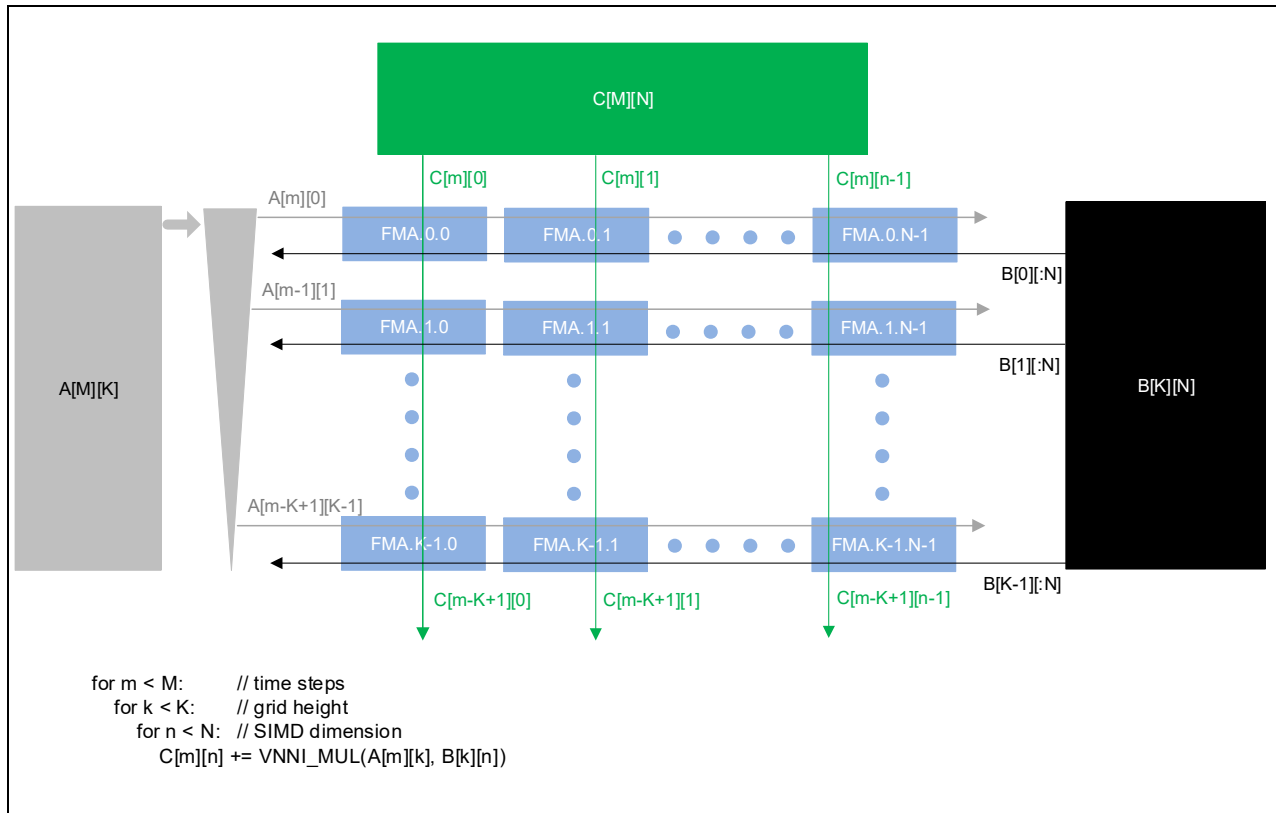 C[M][N]
C[m][0] C[m][1] C[m][n-1]
A[m][0]
FMA.0.0 FMA.0.1 FMA.0.N-1
B[0][:N]
A[m-1][1]
FMA.1.0 FMA.1.1 FMA.1.N-1
B[1][:N]
A[M][K]
B[K][N]
A[m-K+1][K-1]
FMA.K-1.0 FMA.K-1.1 FMA.K-1.N-1
B[K-1][:N]
C[m-K+1][0] C[m-K+1][1] C[m-K+1][n-1]
for m < M: // time steps
for k < K: // grid height
for n < N: // SIMD dimension
C[m][n] += VNNI_MUL(A[m][k], B[k][n])